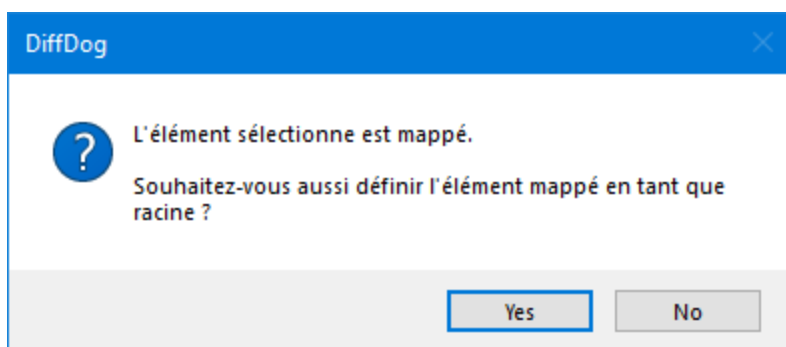 DiffDog
L'élément sélectionne est mappé.
Souhaitez-vous aussi définir l'élément mappé en tant que
racine ?
Yes
No